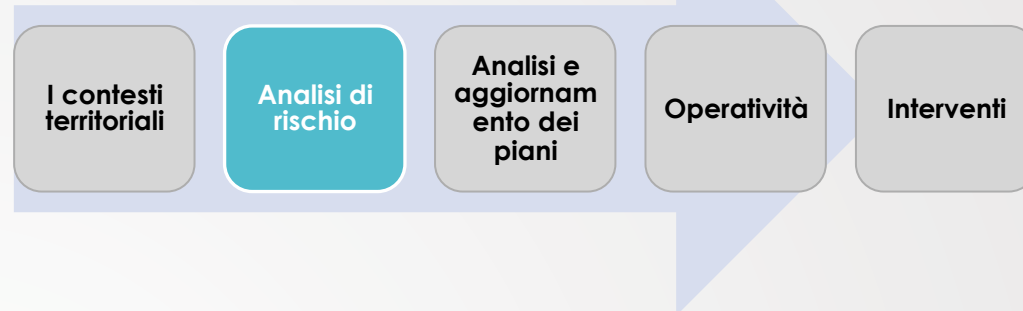 I contesti
territoriali
Analisi di
rischio
Analisi e
aggiornam
ento dei
piani
Operatività
Interventi